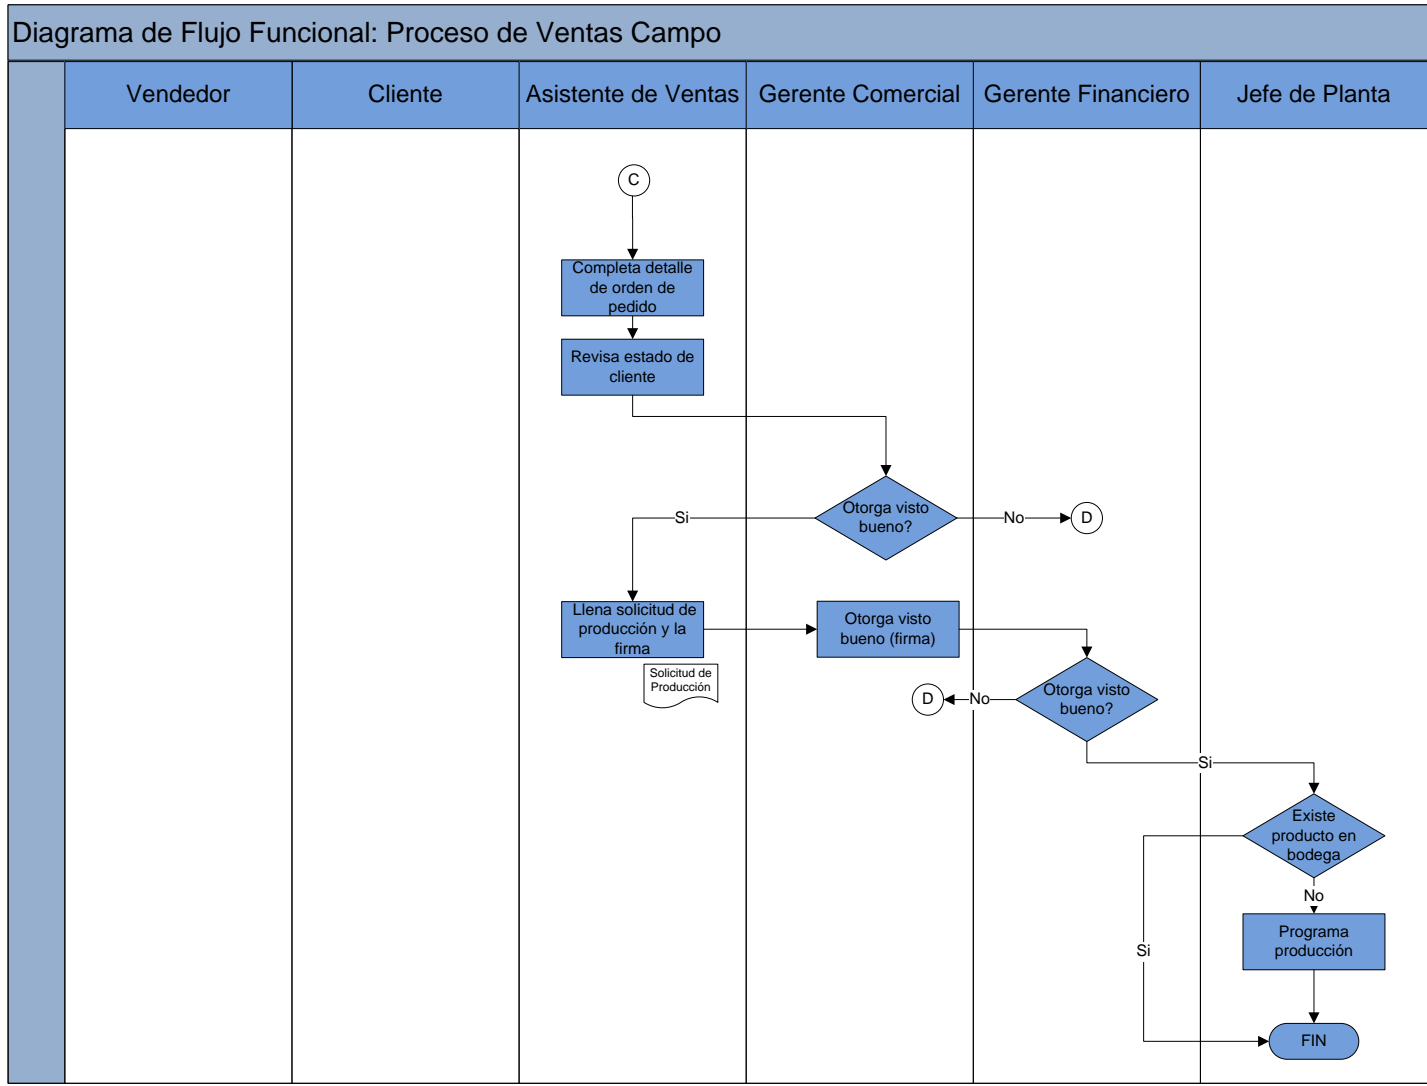 Diagrama de Flujo Funcional: Proceso de Ventas Campo
Vendedor
Cliente
Asistente de Ventas
Gerente Comercial
Gerente Financiero
Jefe de Planta
C
Completa detalle
de orden de
pedido
Revisa estado de
cliente
Otorga visto
bueno?
Si
No
D
Llena solicitud de
producción y la
firma
Solicitud de
Producción
Otorga visto
bueno (firma)
Otorga visto
bueno?
No
D
Si
Existe
producto en
bodega
No
Si
Programa
producción
FIN